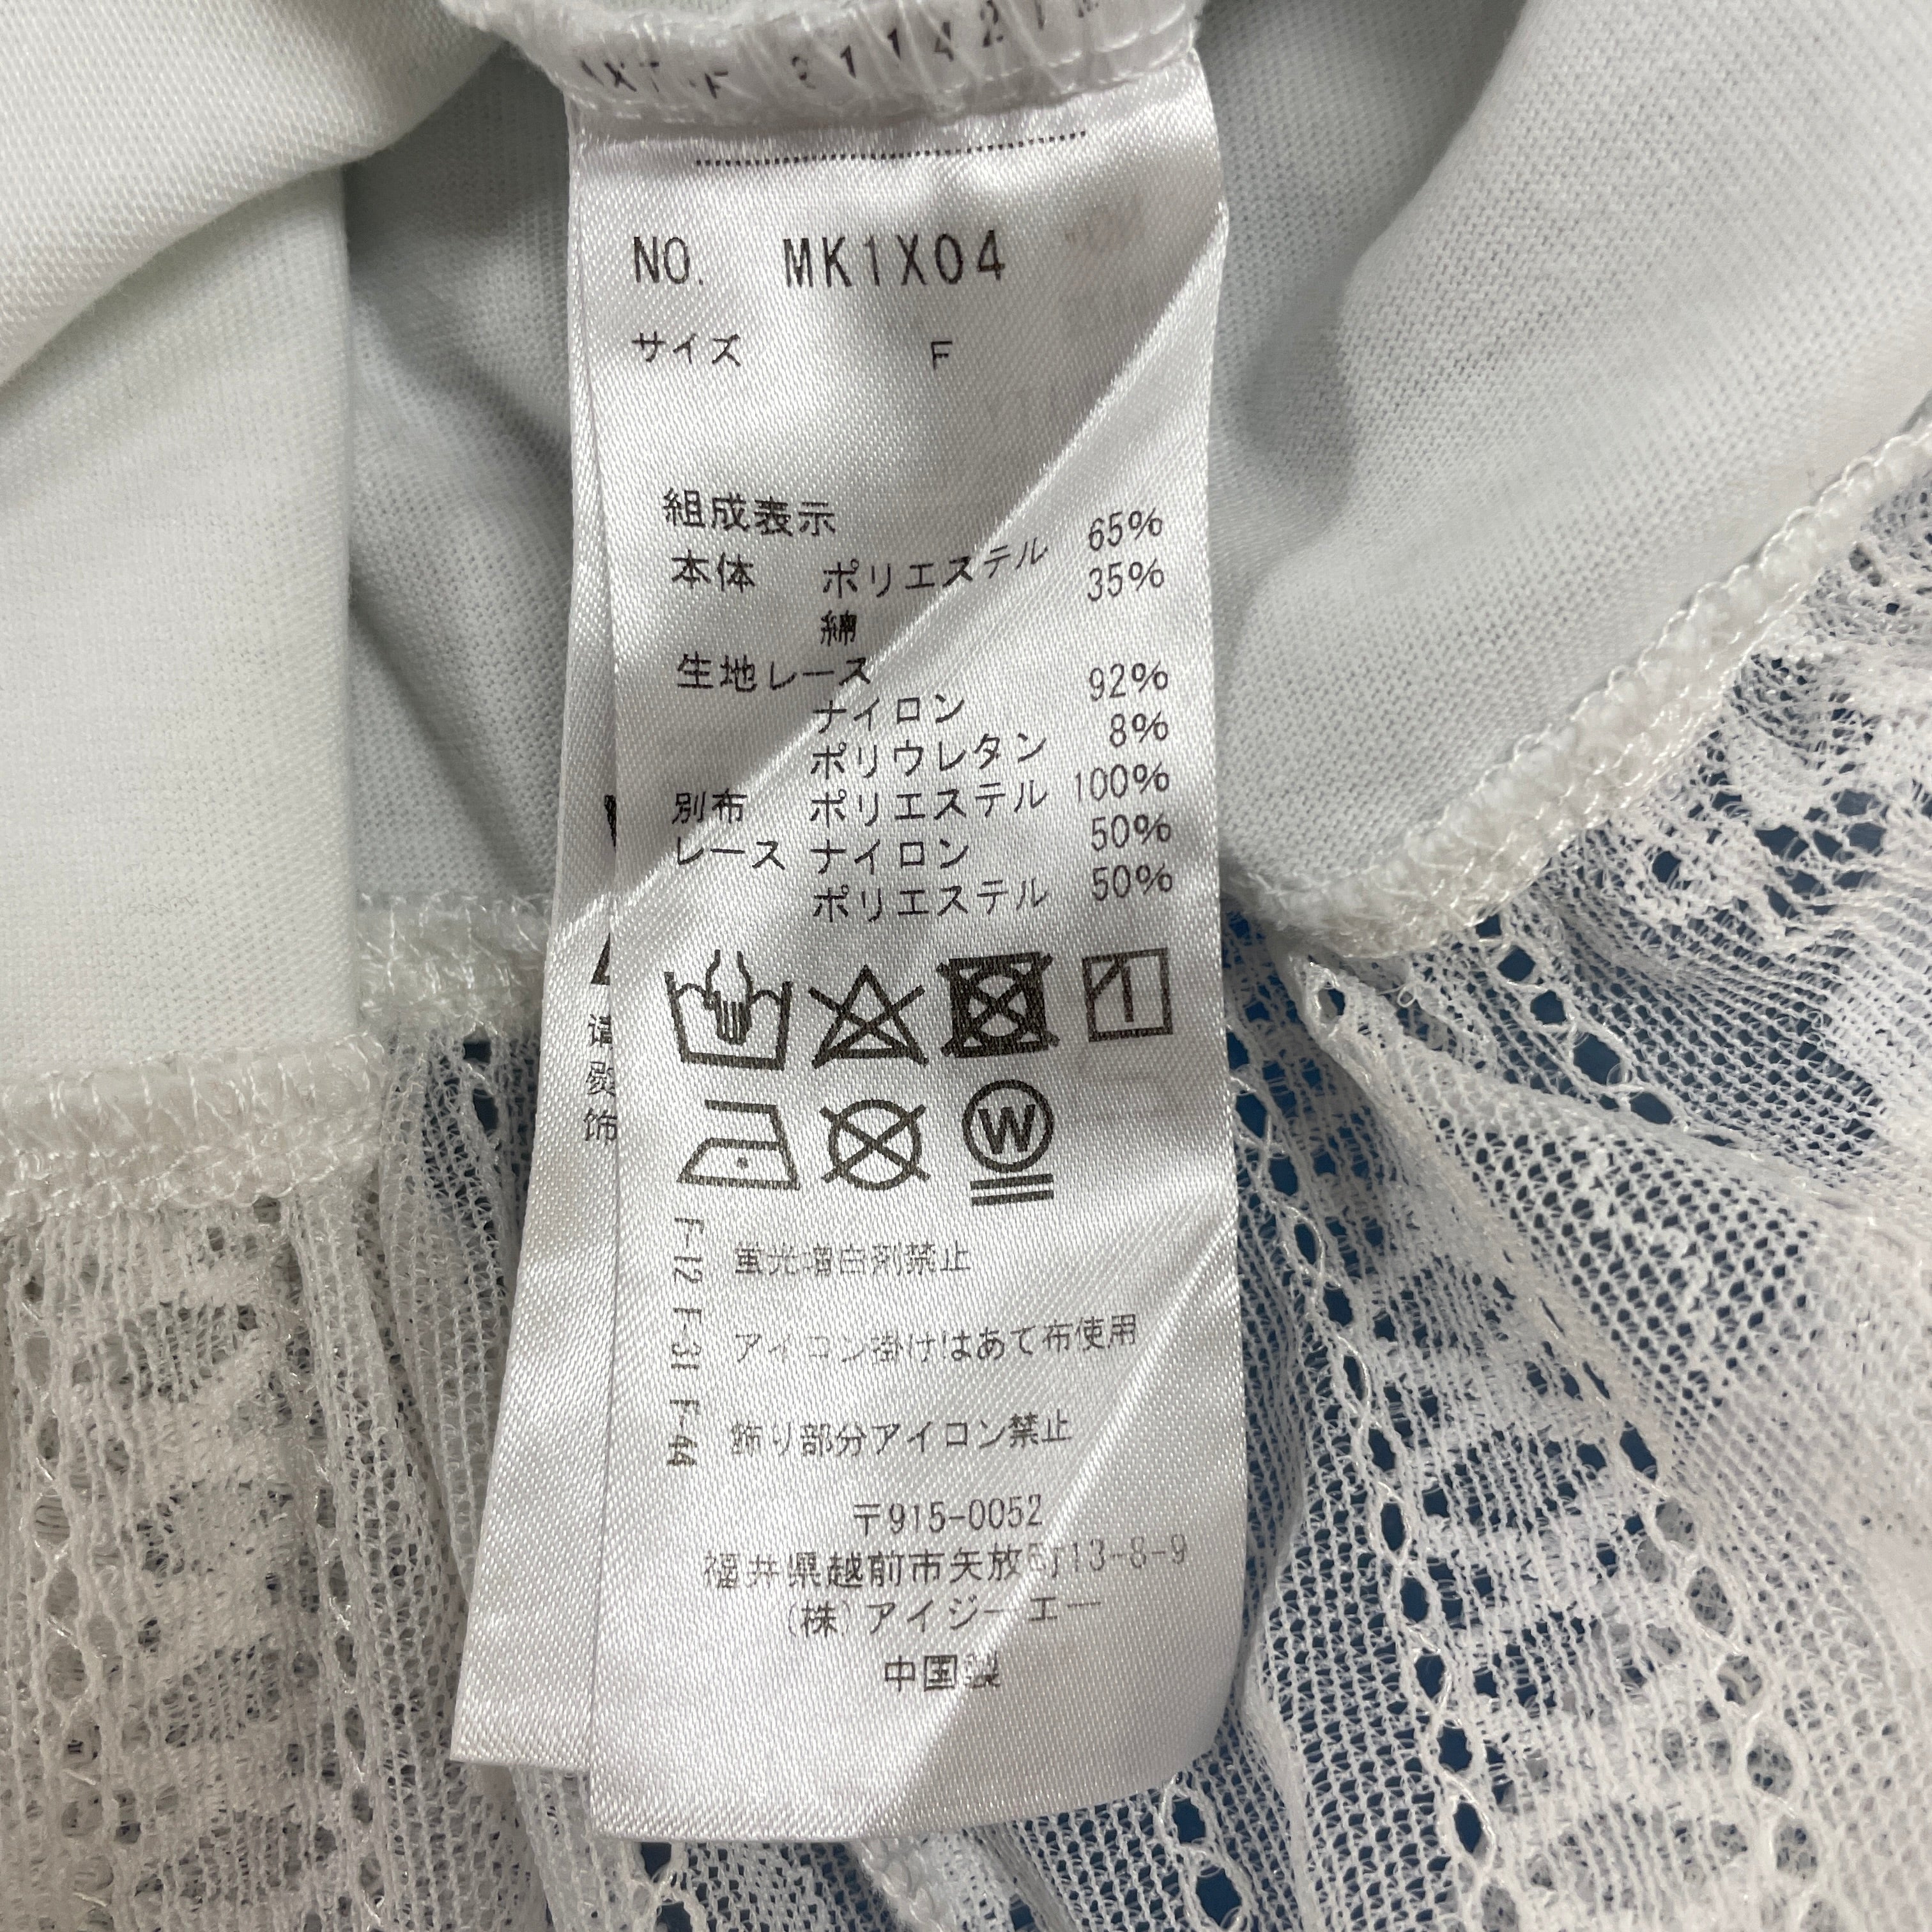 NO. MK1X04
サイズ F
組成表示
本体 ポリエステル 65%
綿 35%
生地レース
ナイロン 92%
ポリウレタン 8%
別布 ポリエステル 100%
レース ナイロン 50%
ポリエステル 50%
W
F-12 蛍光増白剤禁止
F-31 アイロン掛けはあて布使用
F-44 飾り部分アイロン禁止
〒915-0052
福井県越前市矢放町13-8-9
(株)アイジーエー
中国製
请
熨
饰